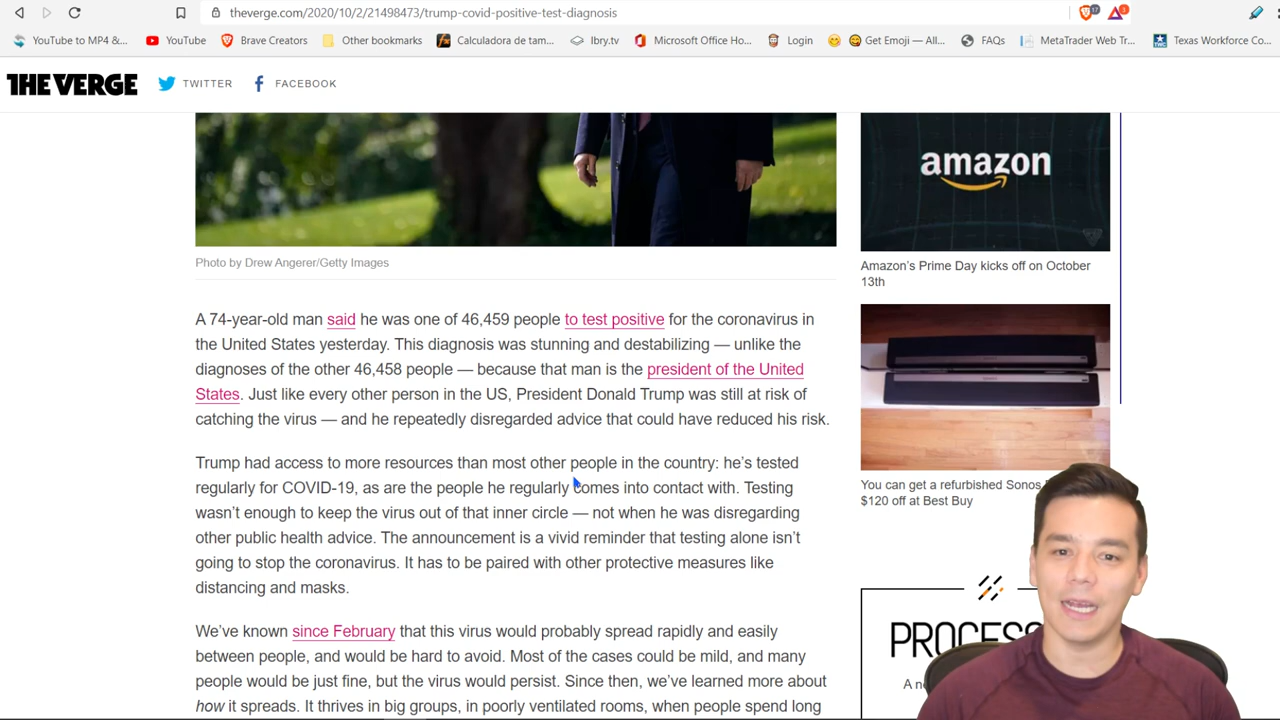 theverge.com/2020/10/2/21498473/trump-covid-positive-test-diagnosis
17
3
YouTube to MP4 &...
YouTube
Brave Creators
Other bookmarks
Calculadora de tam...
lbry.tv
Microsoft Office Ho...
Login
Get Emoji — All...
FAQs
MetaTrader Web Tr...
Texas Workforce Co...
THE VERGE
TWITTER
FACEBOOK
Photo by Drew Angerer/Getty Images
A 74-year-old man said he was one of 46,459 people to test positive for the coronavirus in
the United States yesterday. This diagnosis was stunning and destabilizing — unlike the
diagnoses of the other 46,458 people — because that man is the president of the United
States. Just like every other person in the US, President Donald Trump was still at risk of
catching the virus — and he repeatedly disregarded advice that could have reduced his risk.
Trump had access to more resources than most other people in the country: he’s tested
regularly for COVID-19, as are the people he regularly comes into contact with. Testing
wasn’t enough to keep the virus out of that inner circle — not when he was disregarding
other public health advice. The announcement is a vivid reminder that testing alone isn’t
going to stop the coronavirus. It has to be paired with other protective measures like
distancing and masks.
We’ve known since February that this virus would probably spread rapidly and easily
between people, and would be hard to avoid. Most of the cases could be mild, and many
people would be just fine, but the virus would persist. Since then, we’ve learned more about
how it spreads. It thrives in big groups, in poorly ventilated rooms, when people spend long
amazon
Amazon’s Prime Day kicks off on October
13th
You can get a refurbished Sonos
$120 off at Best Buy
PROCES
A